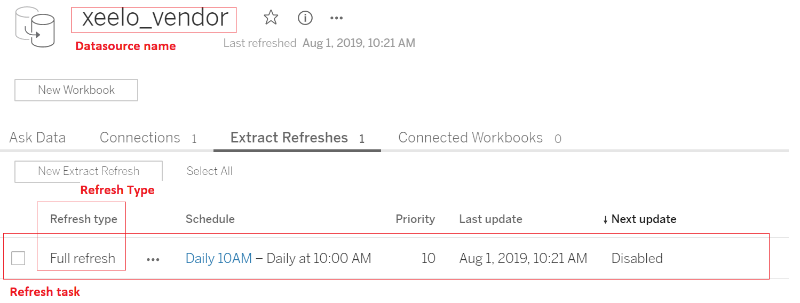 xeelo_vendor
Datasource name
Last refreshed Aug 1, 2019, 10:21 AM
New Workbook
Ask Data Connections 1 Extract Refreshes 1 Connected Workbooks 0
New Extract Refresh Select All
Refresh Type
Refresh type Schedule Priority Last update ↓ Next update
Full refresh ••• Daily 10AM – Daily at 10:00 AM 10 Aug 1, 2019, 10:21 AM Disabled
Refresh task